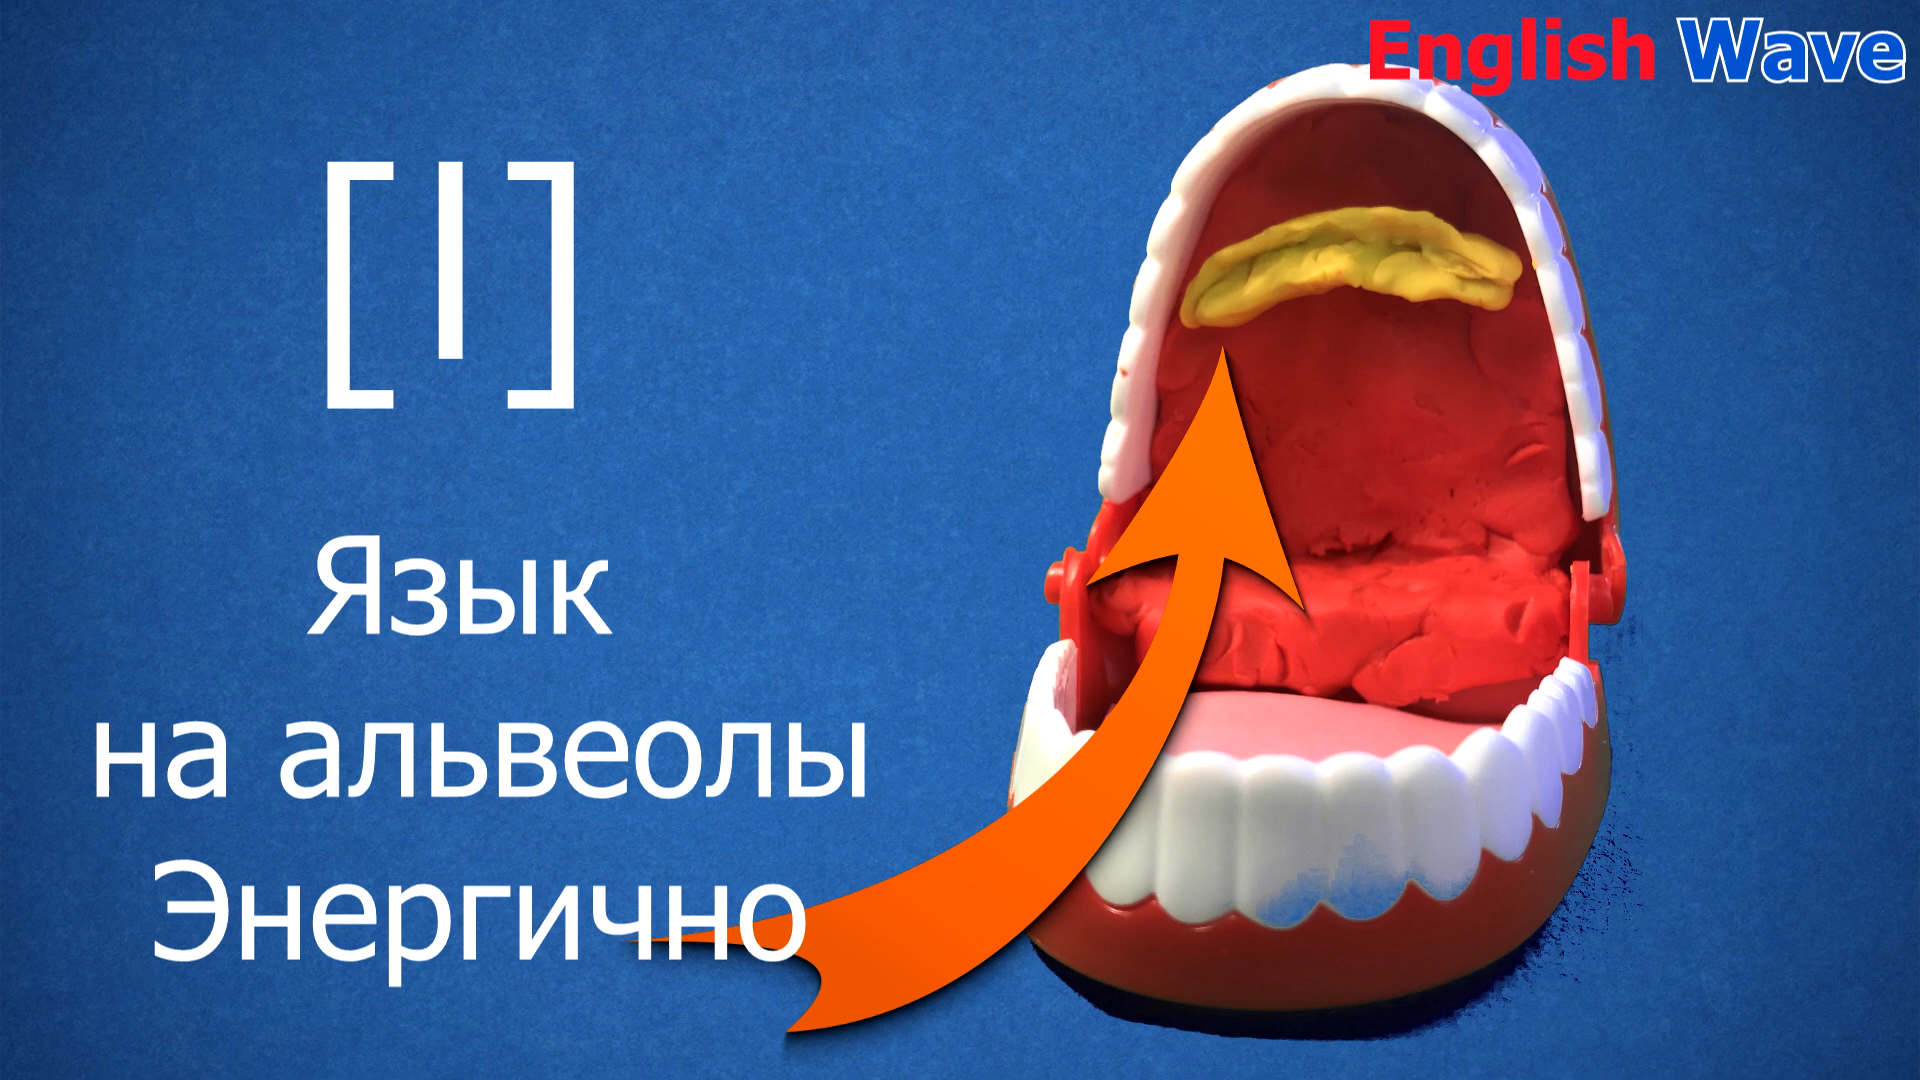 English Wave
[l]
Язык
на альвеолы
Энергично